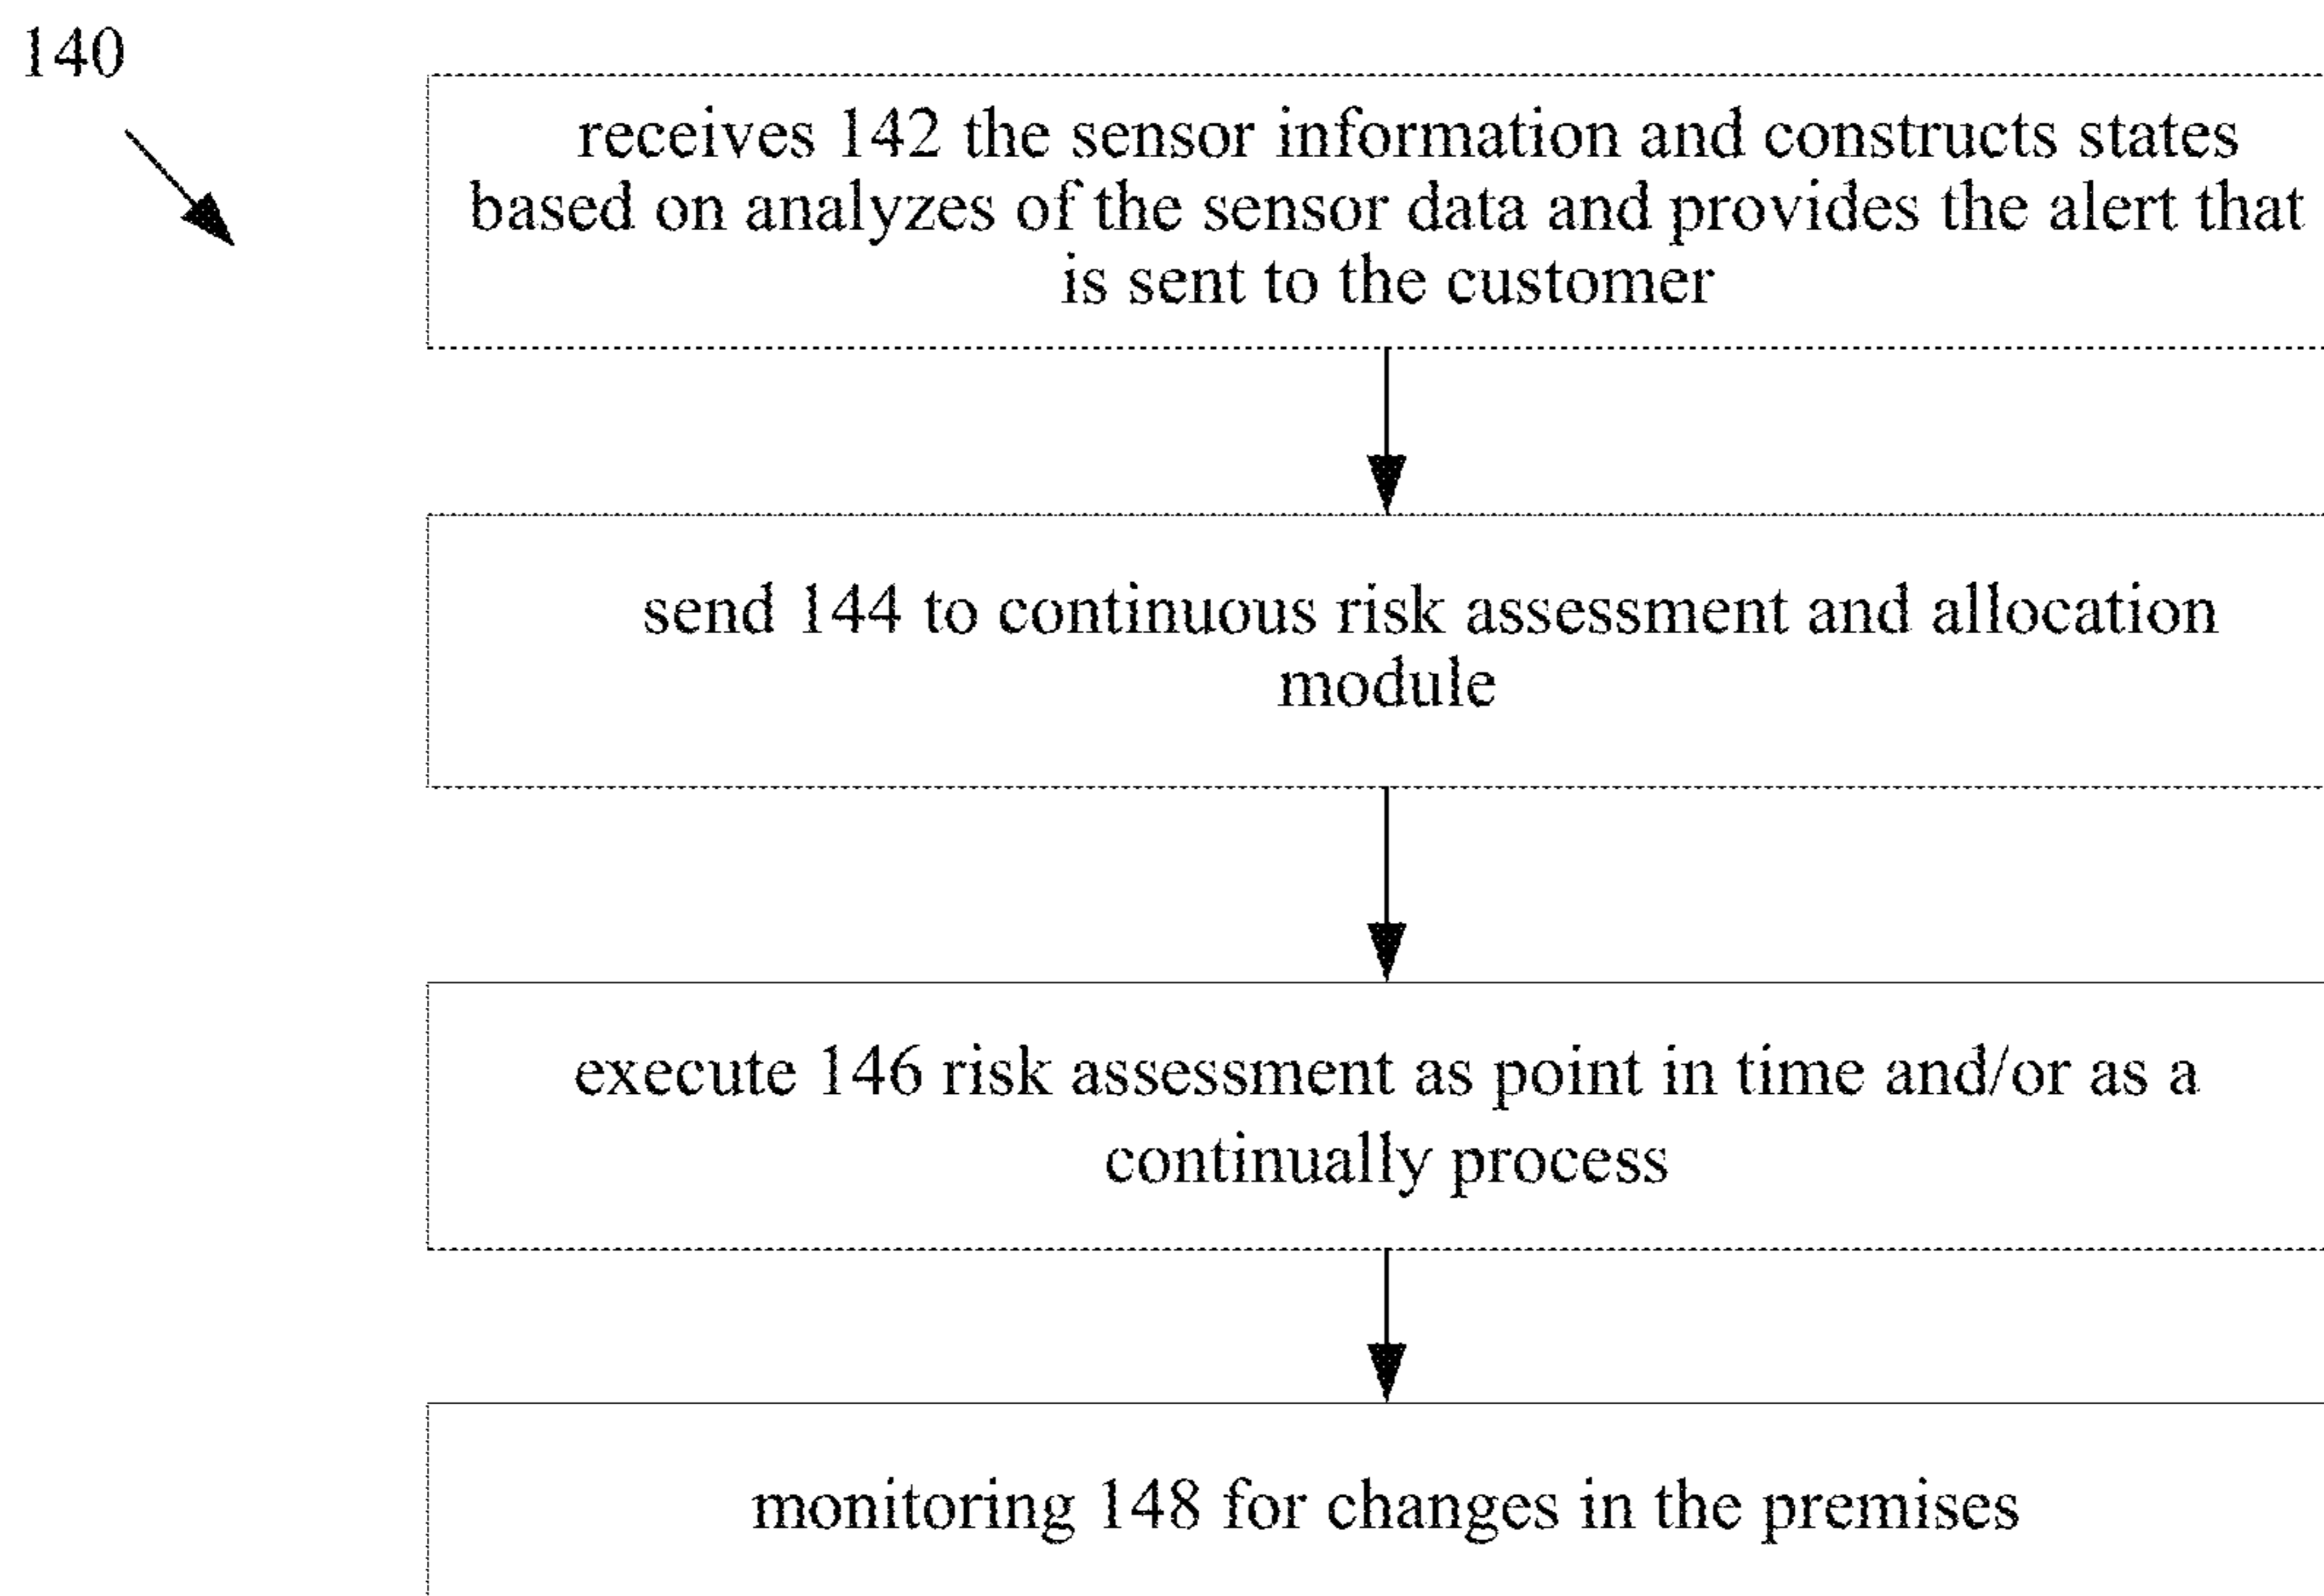 140
receives 142 the sensor information and constructs states
based on analyzes of the sensor data and provides the alert that
is sent to the customer
send 144 to continuous risk assessment and allocation
module
execute 146 risk assessment as point in time and/or as a
continually process
monitoring 148 for changes in the premises